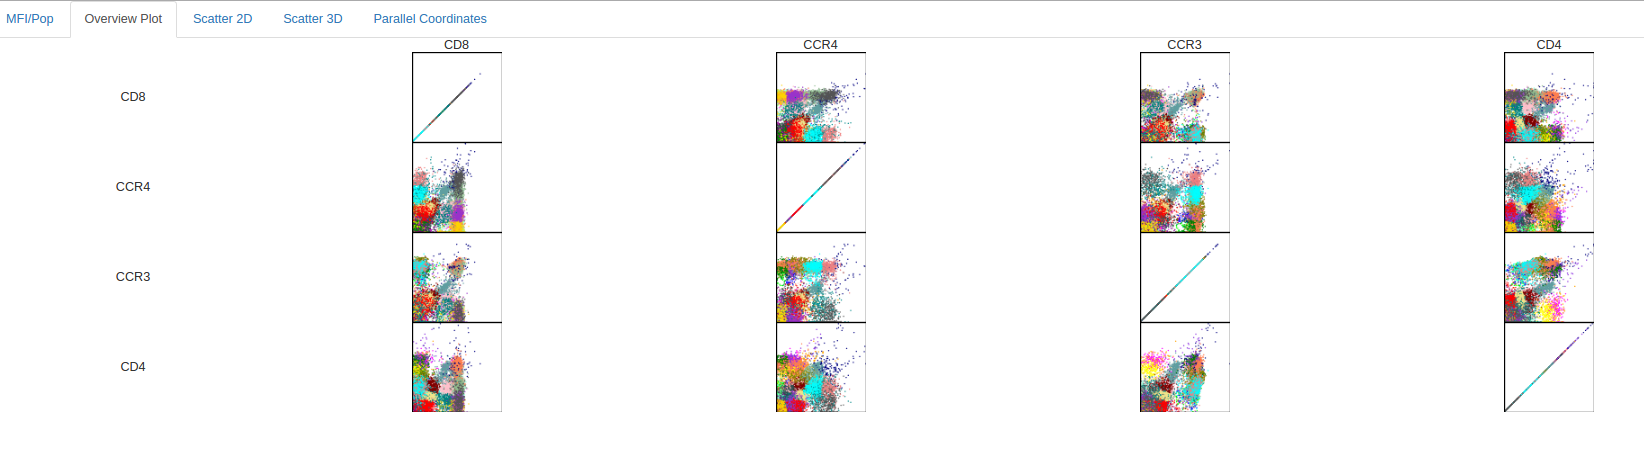 MFI/Pop Overview Plot Scatter 2D Scatter 3D Parallel Coordinates
CD8 CCR4 CCR3 CD4
CD8
CCR4
CCR3
CD4